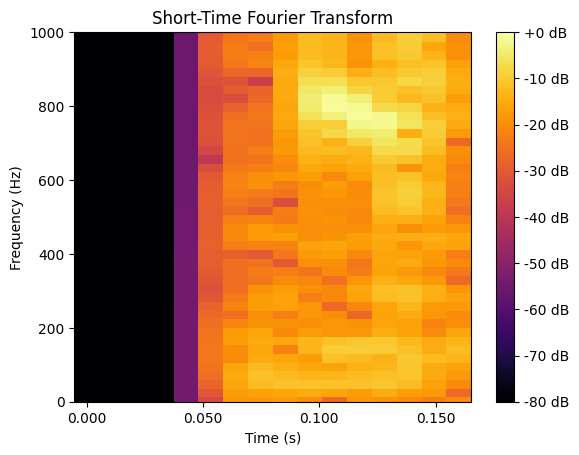 Short-Time Fourier Transform
Frequency (Hz)
1000
800
600
400
200
0
0.000
0.050
0.100
0.150
Time (s)
+0 dB
-10 dB
-20 dB
-30 dB
-40 dB
-50 dB
-60 dB
-70 dB
-80 dB